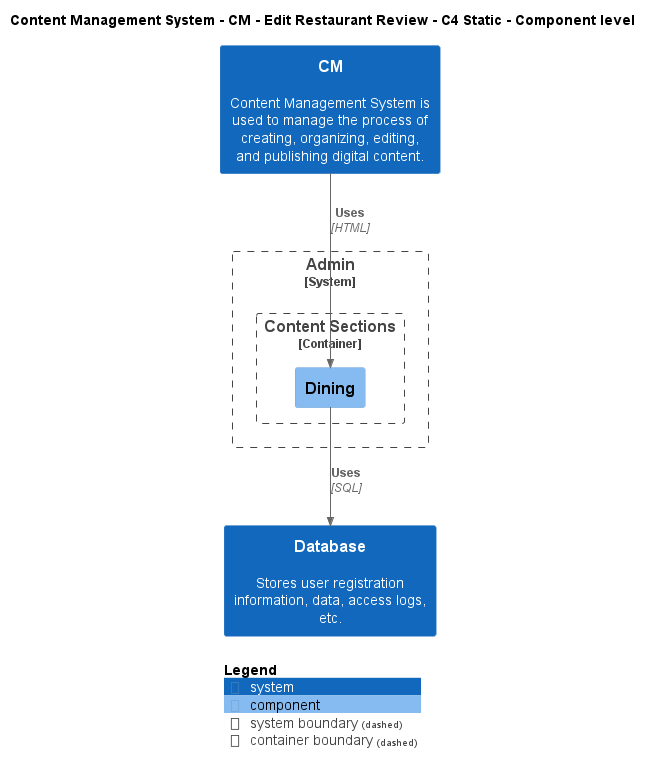 Content Management System - CM - Edit Restaurant Review - C4 Static - Component level
CM
Content Management System is
used to manage the process of
creating, organizing, editing,
and publishing digital content.
Uses
[HTML]
Admin
[System]
Content Sections
[Container]
Dining
Uses
[SQL]
Database
Stores user registration
information, data, access logs,
etc.
Legend
system
component
system boundary (dashed)
container boundary (dashed)